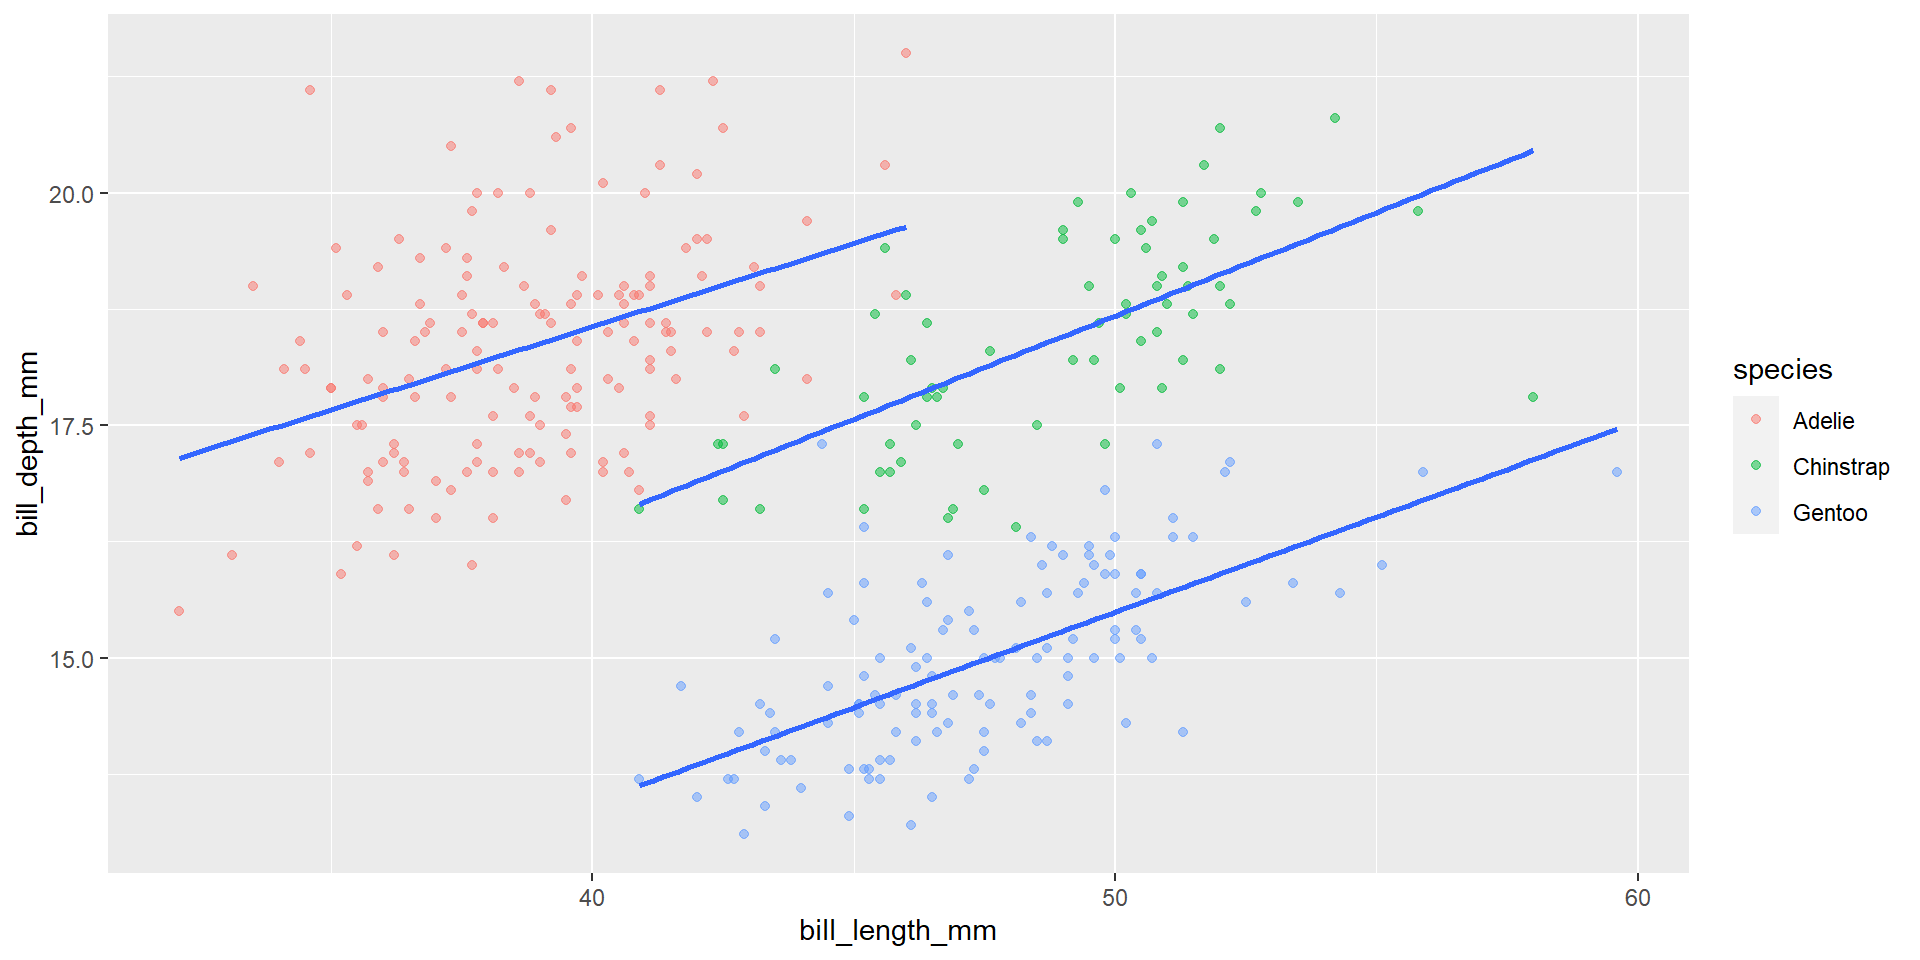 20.0
17.5
15.0
bill_depth_mm
40
50
60
bill_length_mm
species
Adelie
Chinstrap
Gentoo